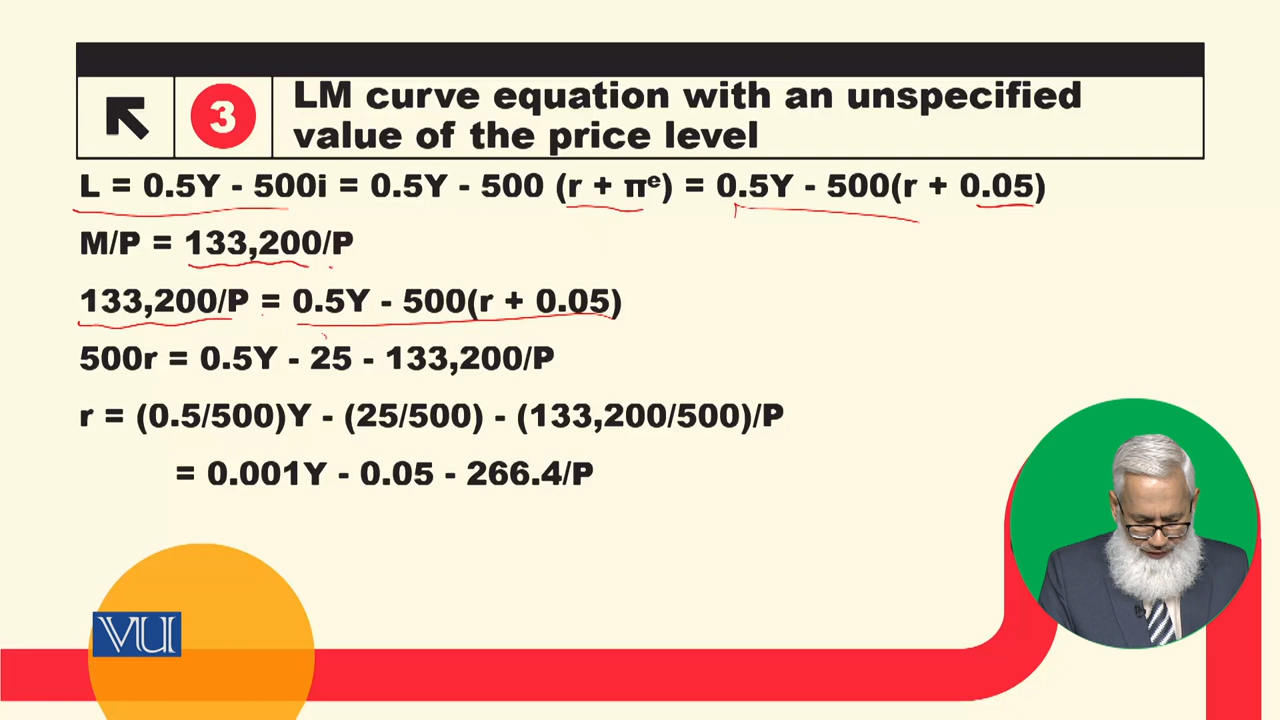 3
LM curve equation with an unspecified
value of the price level
L = 0.5Y - 500i = 0.5Y - 500 (r + πᵉ) = 0.5Y - 500(r + 0.05)
M/P = 133,200/P
133,200/P = 0.5Y - 500(r + 0.05)
500r = 0.5Y - 25 - 133,200/P
r = (0.5/500)Y - (25/500) - (133,200/500)/P
= 0.001Y - 0.05 - 266.4/P
VU